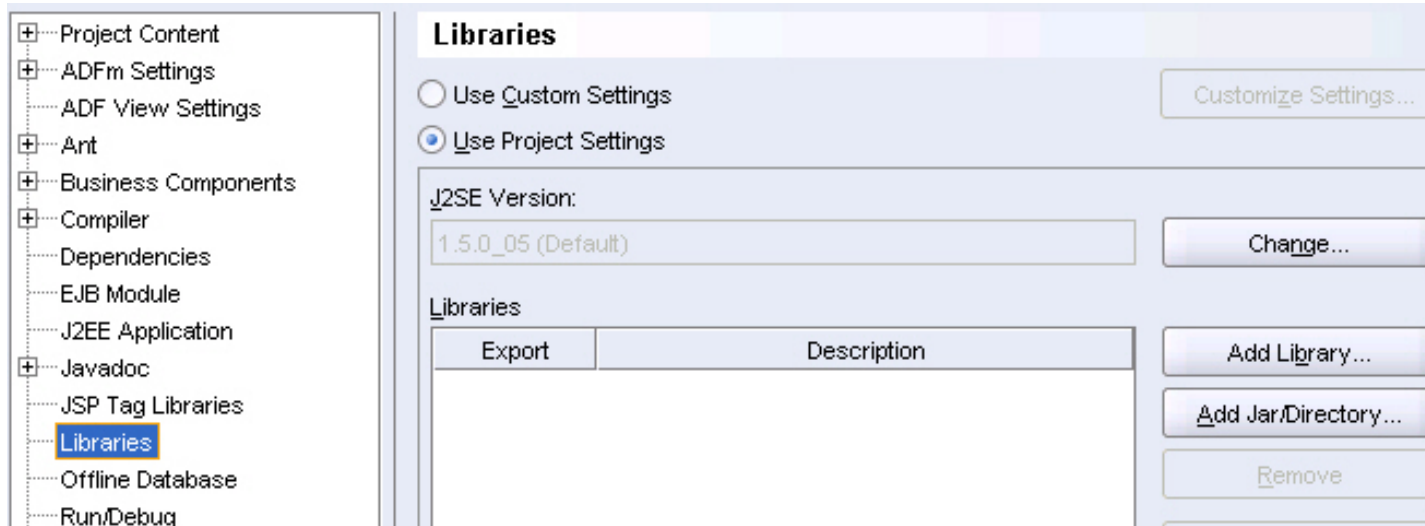 Project Content
ADFm Settings
ADF View Settings
Ant
Business Components
Compiler
Dependencies
EJB Module
J2EE Application
Javadoc
JSP Tag Libraries
Libraries
Offline Database
Run/Debug
Libraries
Use Custom Settings
Customize Settings...
Use Project Settings
J2SE Version:
1.5.0_05 (Default)
Change...
Libraries
Export Description
Add Library...
Add Jar/Directory...
Remove